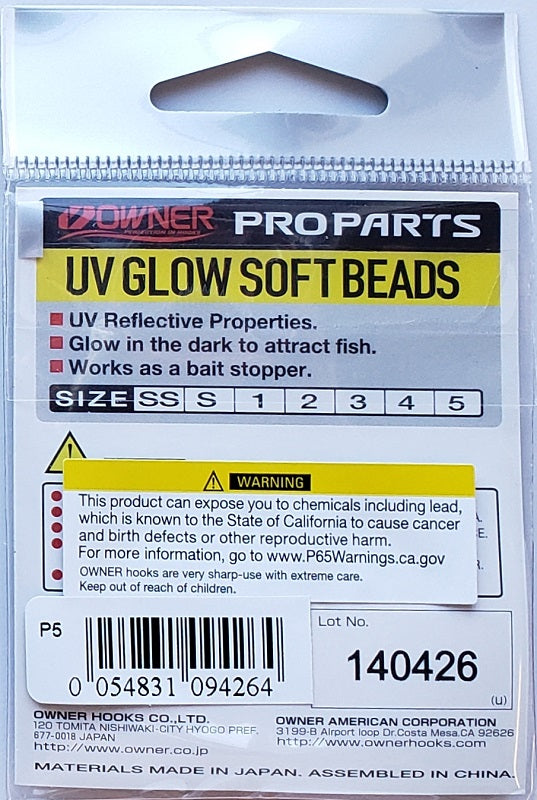 OWNER PROPARTS
PERFECTION IN HOOKS
UV GLOW SOFT BEADS
UV Reflective Properties.
Glow in the dark to attract fish.
Works as a bait stopper.
SIZE SS S 1 2 3 4 5
WARNING
This product can expose you to chemicals including lead,
which is known to the State of California to cause cancer
and birth defects or other reproductive harm.
For more information, go to www.P65Warnings.ca.gov
OWNER hooks are very sharp-use with extreme care.
Keep out of reach of children.
P5
0 054831 094264
Lot No.
140426
(u)
OWNER HOOKS CO.,LTD.
120 TOMITA NISHIWAKI-CITY HYOGO PREF.
677-0018 JAPAN
http://www.owner.co.jp
OWNER AMERICAN CORPORATION
3199-B Airport loop Dr.Costa Mesa.CA 92626
http://www.ownerhooks.com
MATERIALS MADE IN JAPAN. ASSEMBLED IN CHINA.